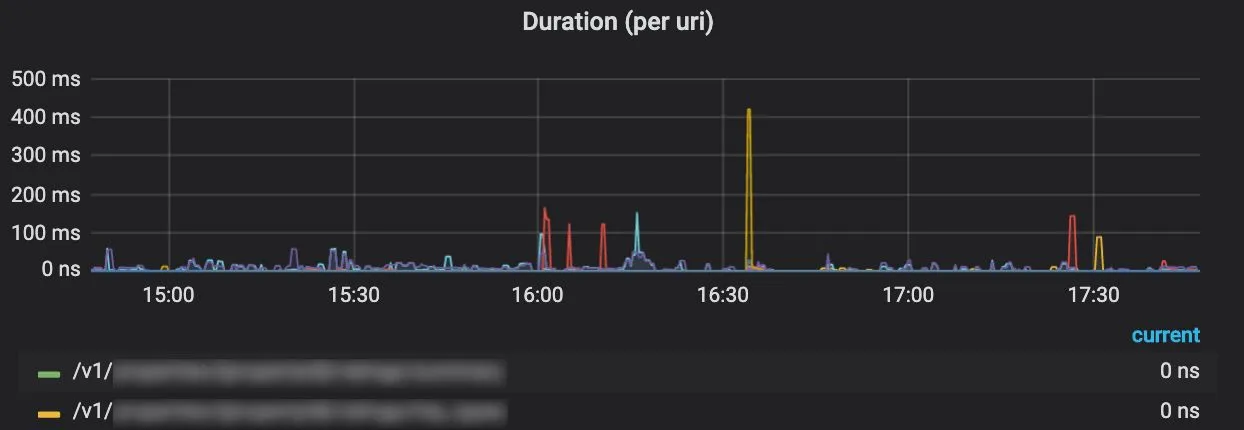 Duration (per uri)
500 ms
400 ms
300 ms
200 ms
100 ms
0 ns
15:00 15:30 16:00 16:30 17:00 17:30
current
/v1/ 0 ns
/v1/ 0 ns